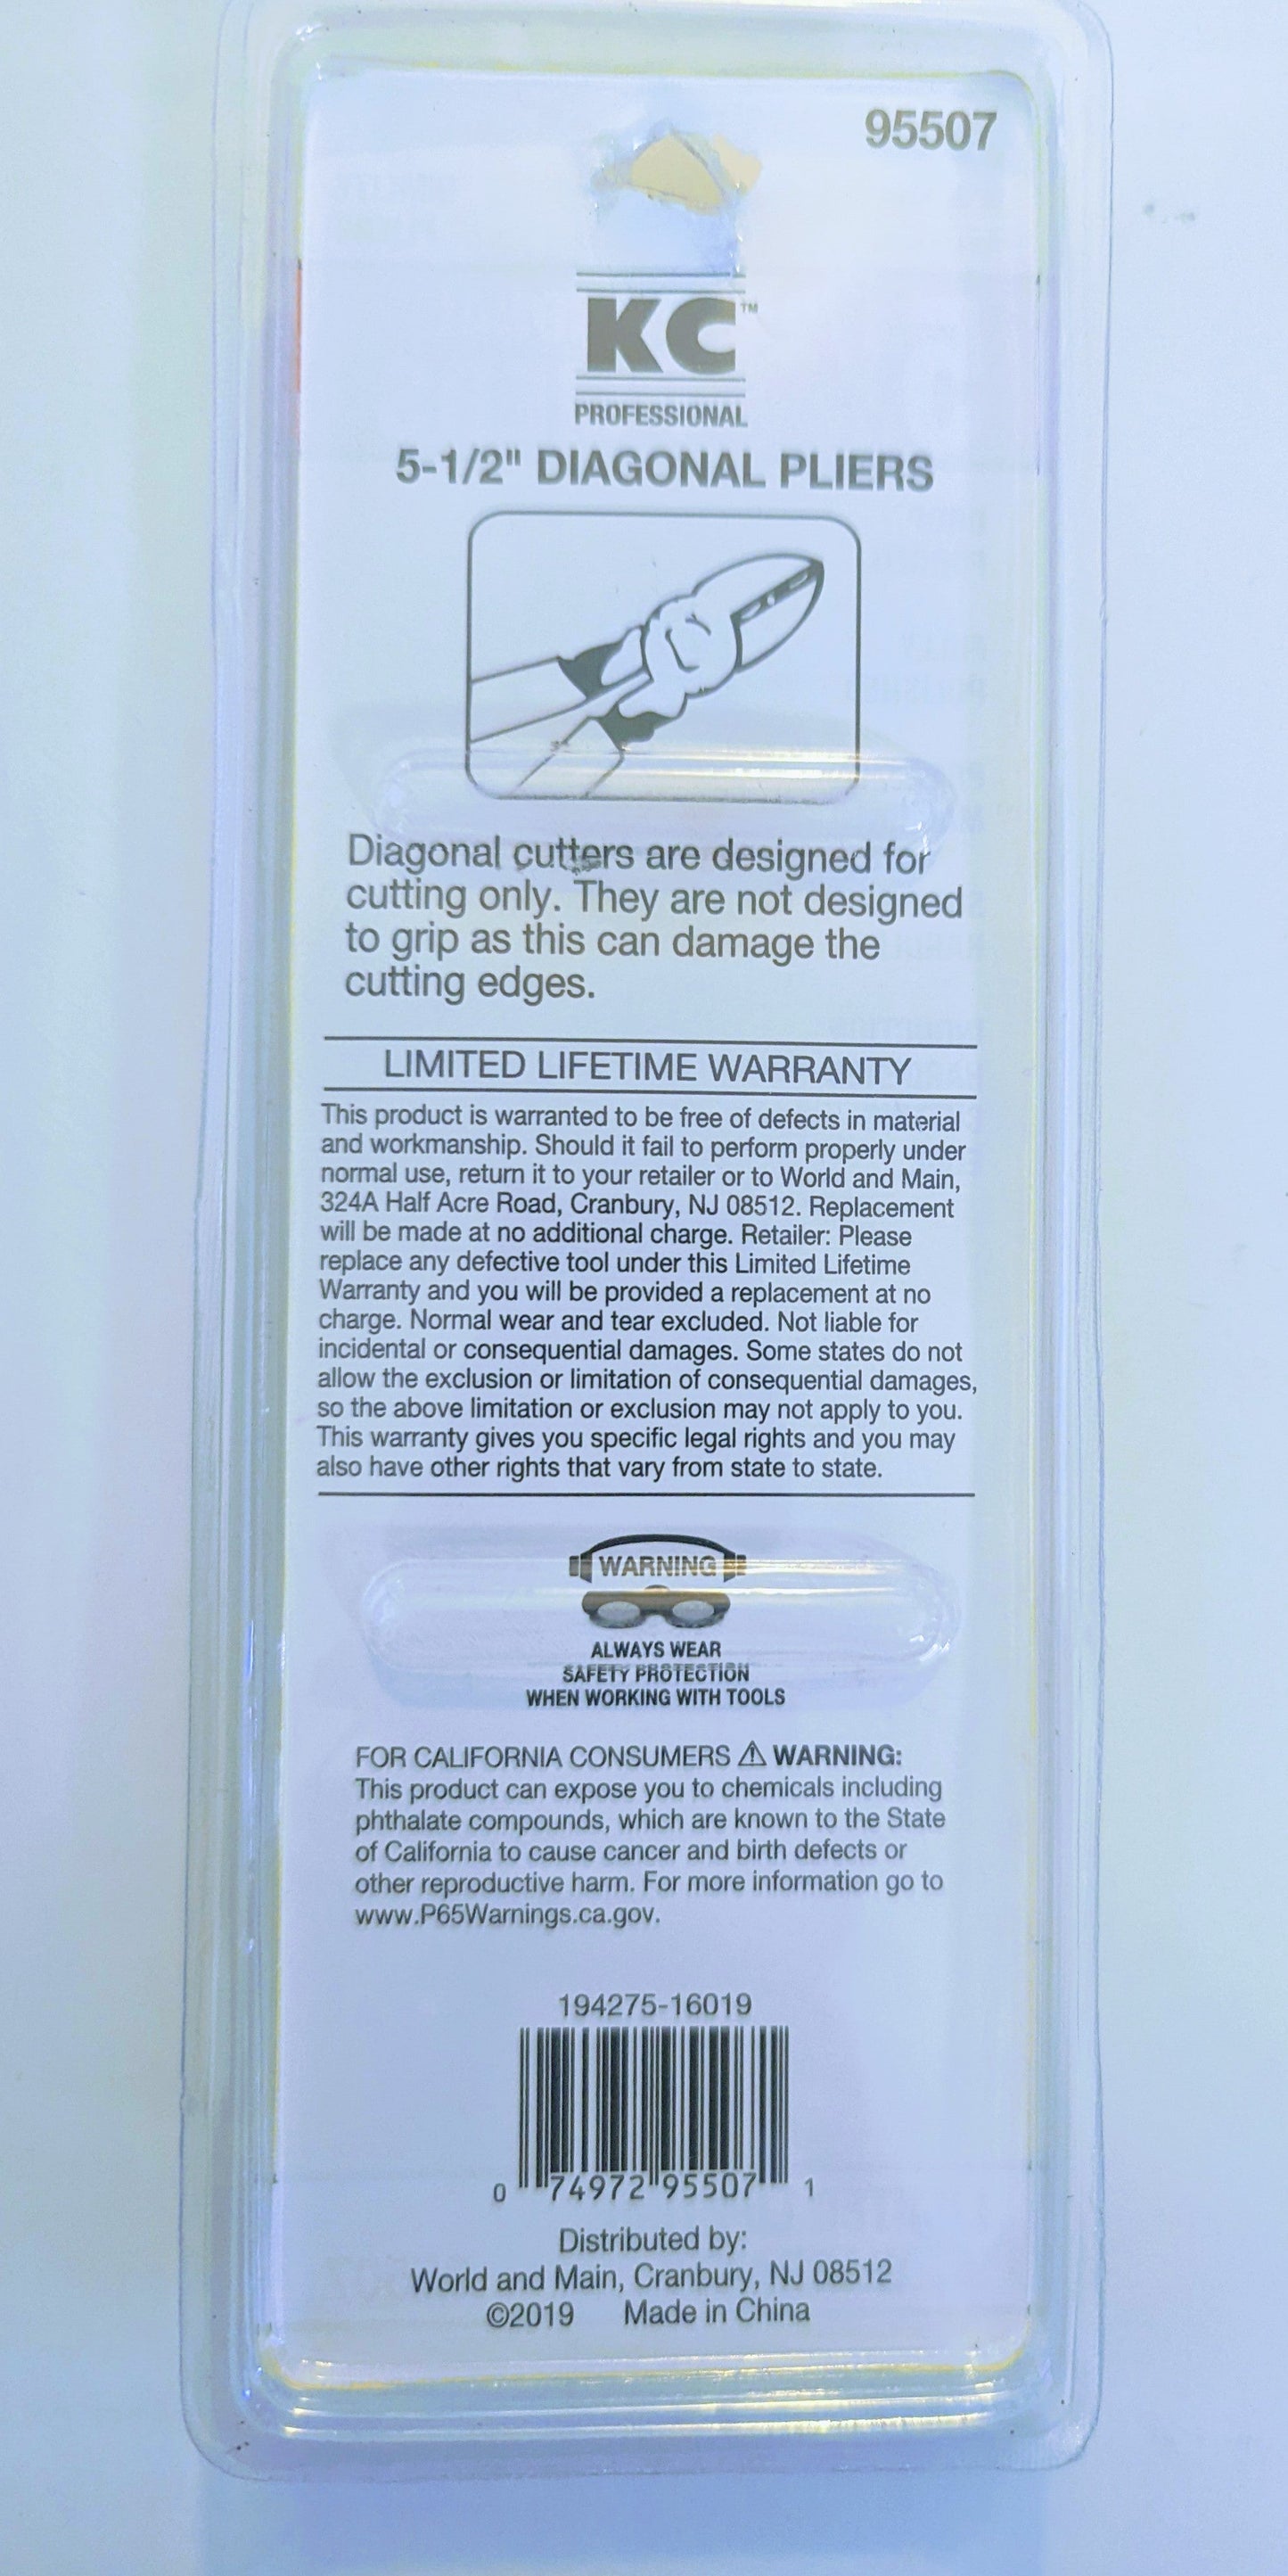 95507
KC™
PROFESSIONAL
5-1/2" DIAGONAL PLIERS
Diagonal cutters are designed for
cutting only. They are not designed
to grip as this can damage the
cutting edges.
LIMITED LIFETIME WARRANTY
This product is warranted to be free of defects in material
and workmanship. Should it fail to perform properly under
normal use, return it to your retailer or to World and Main,
324A Half Acre Road, Cranbury, NJ 08512. Replacement
will be made at no additional charge. Retailer: Please
replace any defective tool under this Limited Lifetime
Warranty and you will be provided a replacement at no
charge. Normal wear and tear excluded. Not liable for
incidental or consequential damages. Some states do not
allow the exclusion or limitation of consequential damages,
so the above limitation or exclusion may not apply to you.
This warranty gives you specific legal rights and you may
also have other rights that vary from state to state.
WARNING
ALWAYS WEAR
SAFETY PROTECTION
WHEN WORKING WITH TOOLS
FOR CALIFORNIA CONSUMERS ⚠ WARNING:
This product can expose you to chemicals including
phthalate compounds, which are known to the State
of California to cause cancer and birth defects or
other reproductive harm. For more information go to
www.P65Warnings.ca.gov.
194275-16019
0 74972 95507 1
Distributed by:
World and Main, Cranbury, NJ 08512
©2019 Made in China